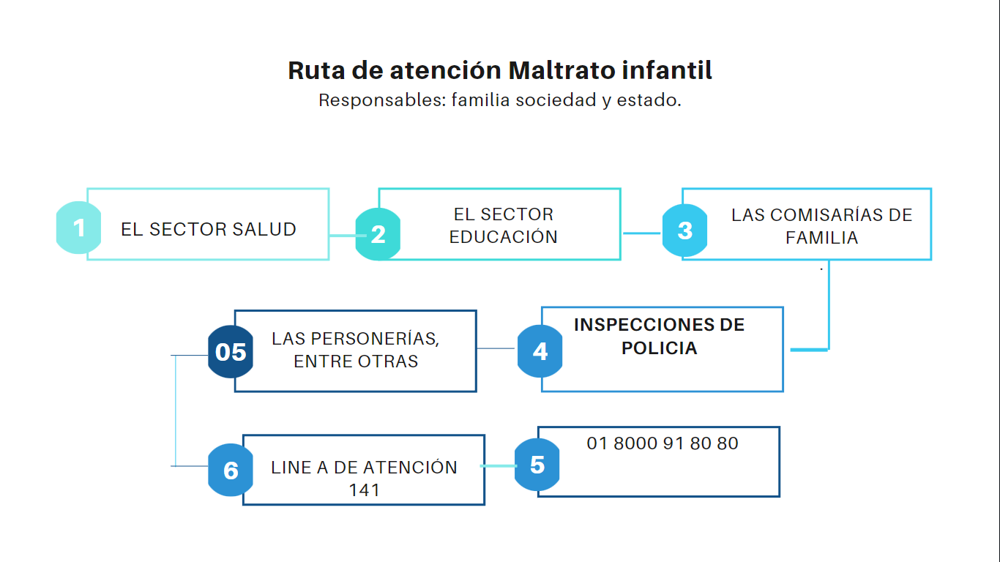 Ruta de atención Maltrato infantil
Responsables: familia sociedad y estado.
1
EL SECTOR SALUD
2
EL SECTOR
EDUCACIÓN
3
LAS COMISARÍAS DE
FAMILIA
.
4
INSPECCIONES DE
POLICIA
05
LAS PERSONERÍAS,
ENTRE OTRAS
6
LINE A DE ATENCIÓN
141
5
01 8000 91 80 80